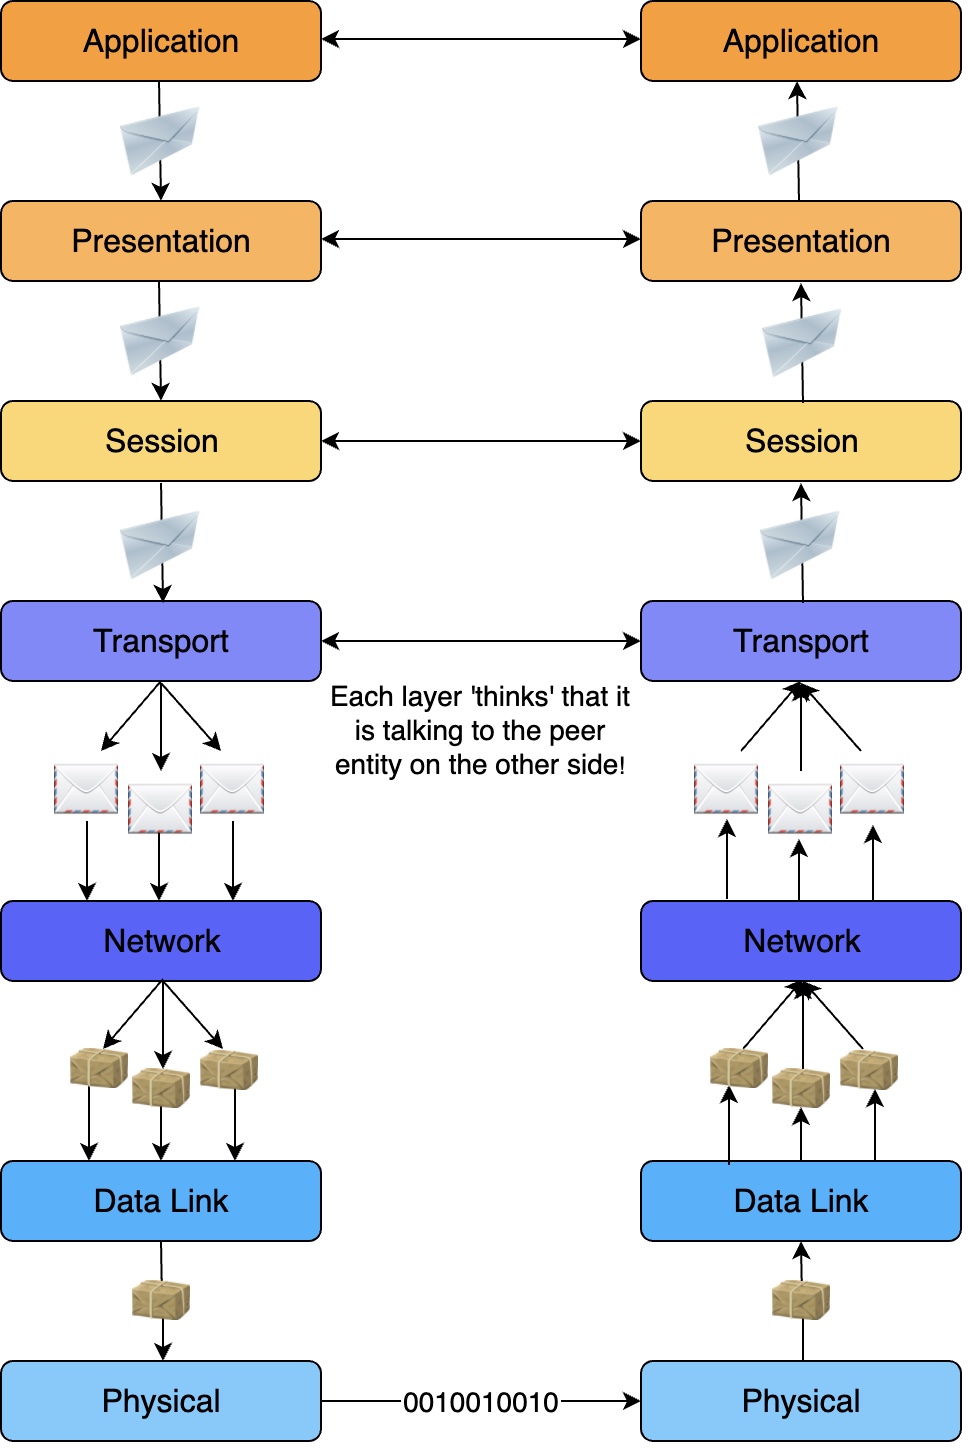 Application
Application
Presentation
Presentation
Session
Session
Transport
Transport
Each layer 'thinks' that it
is talking to the peer
entity on the other side!
Network
Network
Data Link
Data Link
Physical
0010010010
Physical